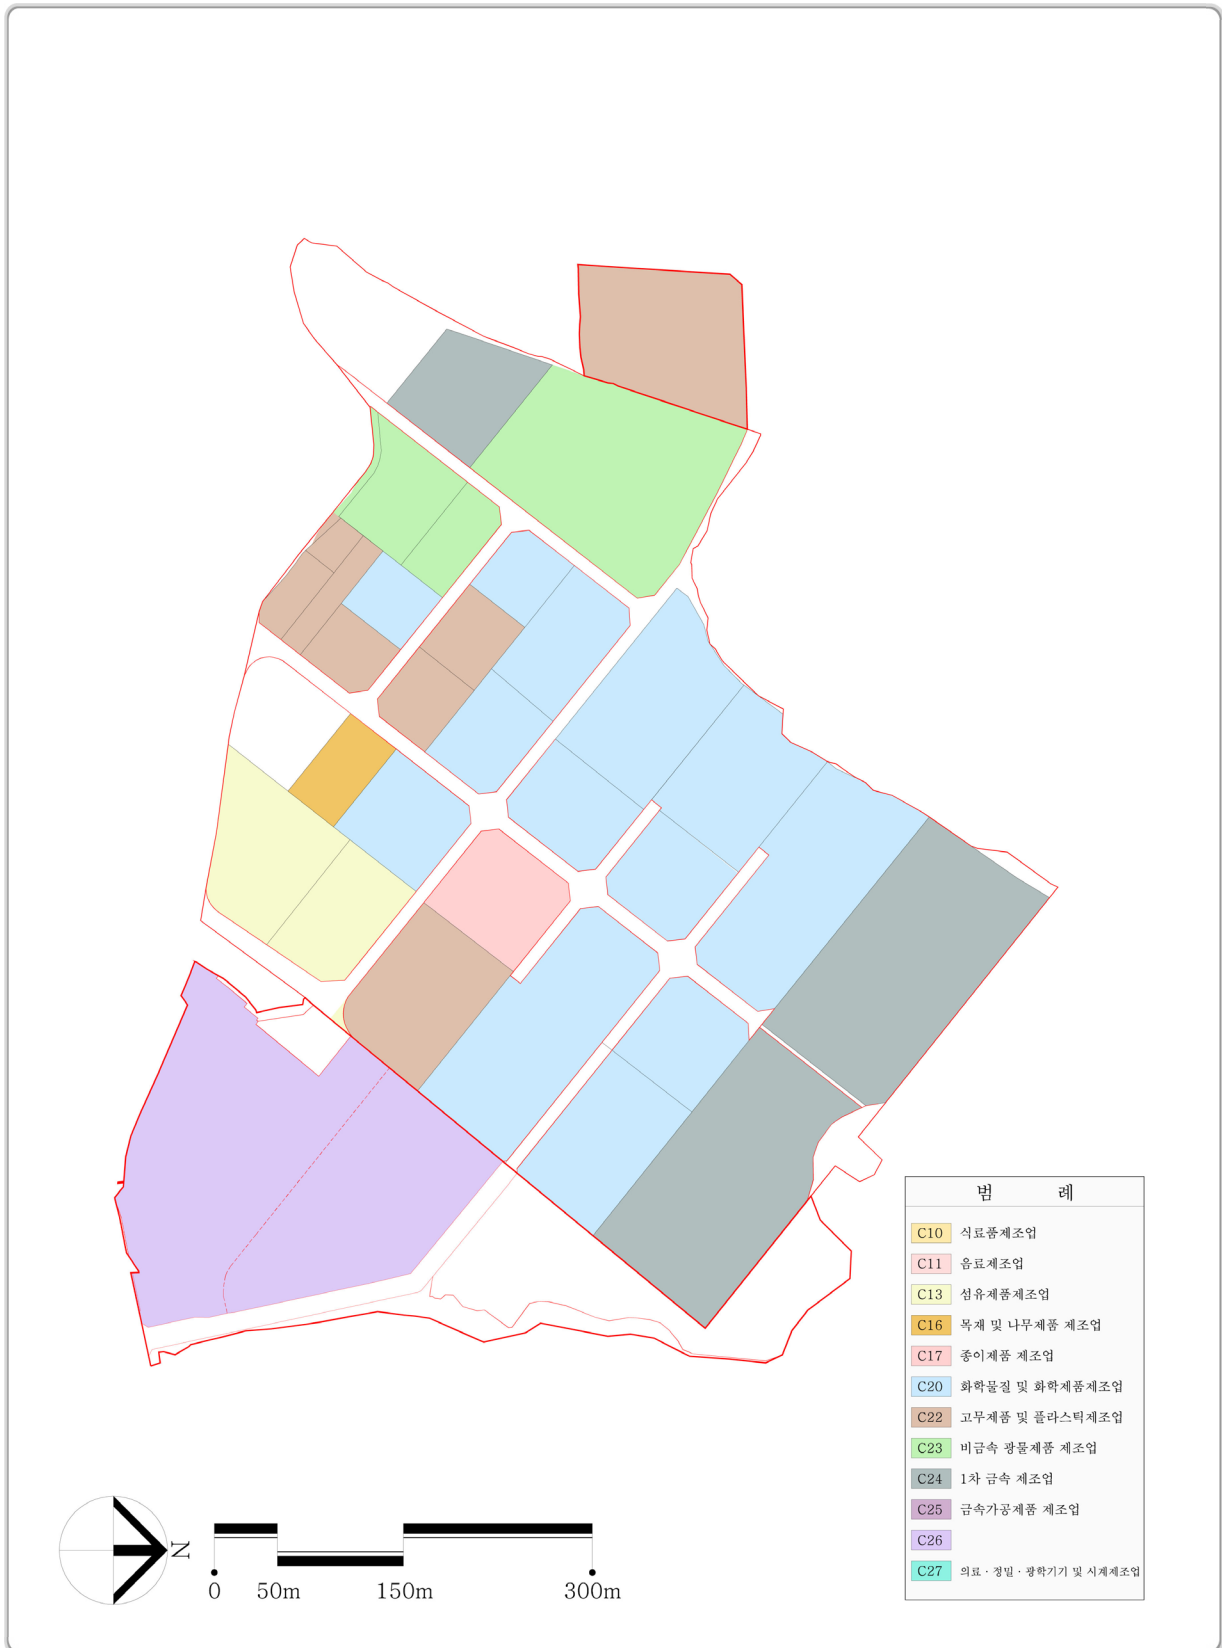 범 례
C10 식료품제조업
C11 음료제조업
C13 섬유제품제조업
C16 목재 및 나무제품 제조업
C17 종이제품 제조업
C20 화학물질 및 화학제품제조업
C22 고무제품 및 플라스틱제조업
C23 비금속 광물제품 제조업
C24 1차 금속 제조업
C25 금속가공제품 제조업
C26
C27 의료 · 정밀 · 광학기기 및 시계제조업
N
0 50m 150m 300m